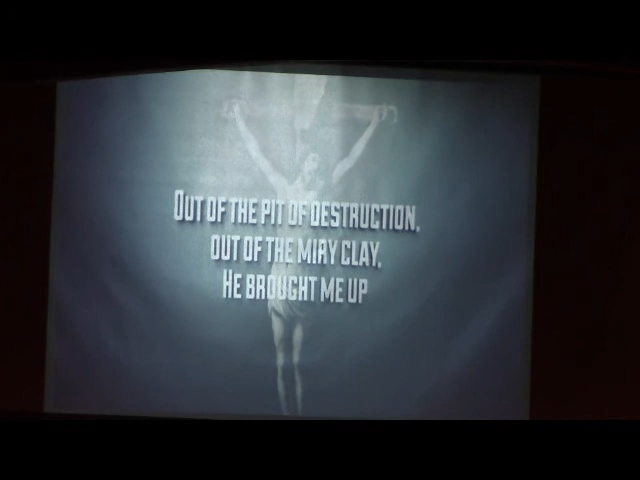 Out of the pit of destruction,
out of the miry clay,
He brought me up